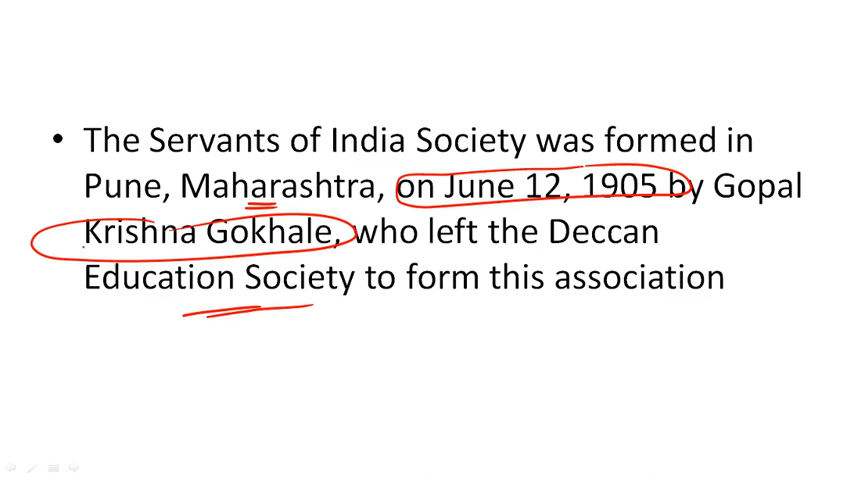 • The Servants of India Society was formed in
Pune, Maharashtra, on June 12, 1905 by Gopal
Krishna Gokhale, who left the Deccan
Education Society to form this association